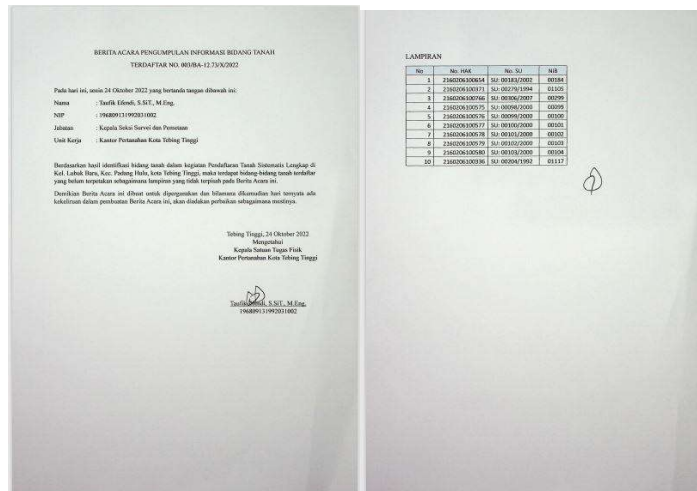 BERITA ACARA PENGUMPULAN INFORMASI BIDANG TANAH
TERDAFTAR NO. 003/BA-12.73/X/2022
Pada hari ini, senin 24 Oktober 2022 yang bertanda tangan dibawah ini:
Nama : Taufik Efendi, S.SiT., M.Eng.
NIP : 196809131992031002
Jabatan : Kepala Seksi Survei dan Pemetaan
Unit Kerja : Kantor Pertanahan Kota Tebing Tinggi
Berdasarkan hasil identifikasi bidang tanah dalam kegiatan Pendaftaran Tanah Sistematis Lengkap di
Kel. Lubuk Baru, Kec. Padang Hulu, kota Tebing Tinggi, maka terdapat bidang-bidang tanah terdaftar
yang belum terpetakan sebagaimana lampiran yang tidak terpisah pada Berita Acara ini.
Demikian Berita Acara ini dibuat untuk dipergunakan dan bilamana dikemudian hari ternyata ada
kekeliruan dalam pembuatan Berita Acara ini, akan diadakan perbaikan sebagaimana mestinya.
Tebing Tinggi, 24 Oktober 2022
Mengetahui
Kepala Satuan Tugas Fisik
Kantor Pertanahan Kota Tebing Tinggi
Taufik Efendi, S.SiT., M.Eng.
196809131992031002
LAMPIRAN
No No. HAK No. SU NIB
1 2160206100654 SU: 00183/2002 00184
2 2160206100371 SU: 00279/1994 01105
3 2160206100766 SU: 00306/2007 00299
4 2160206100575 SU: 00098/2000 00099
5 2160206100576 SU: 00099/2000 00100
6 2160206100577 SU: 00100/2000 00101
7 2160206100578 SU: 00101/2000 00102
8 2160206100579 SU: 00102/2000 00103
9 2160206100580 SU: 00103/2000 00104
10 2160206100336 SU: 00204/1992 01117